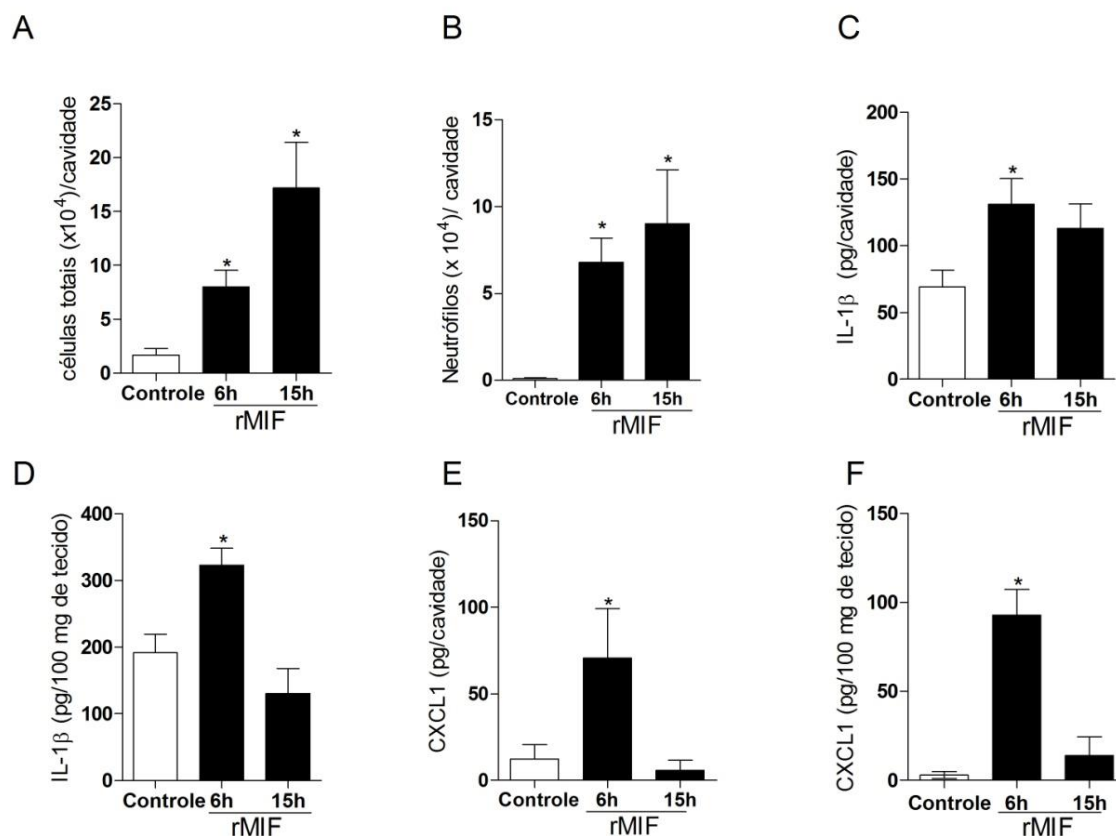 A
células totais (x10⁴)/cavidade
25
20
15
10
5
0
*
*
Controle 6h 15h
rMIF
B
Neutrófilos (x 10⁴)/ cavidade
15
10
5
0
*
*
Controle 6h 15h
rMIF
C
IL-1β (pg/cavidade)
200
150
100
50
0
*
Controle 6h 15h
rMIF
D
IL-1β (pg/100 mg de tecido)
400
300
200
100
0
*
Controle 6h 15h
rMIF
E
CXCL1 (pg/cavidade)
150
100
50
0
*
Controle 6h 15h
rMIF
F
CXCL1 (pg/100 mg de tecido)
150
100
50
0
*
Controle 6h 15h
rMIF